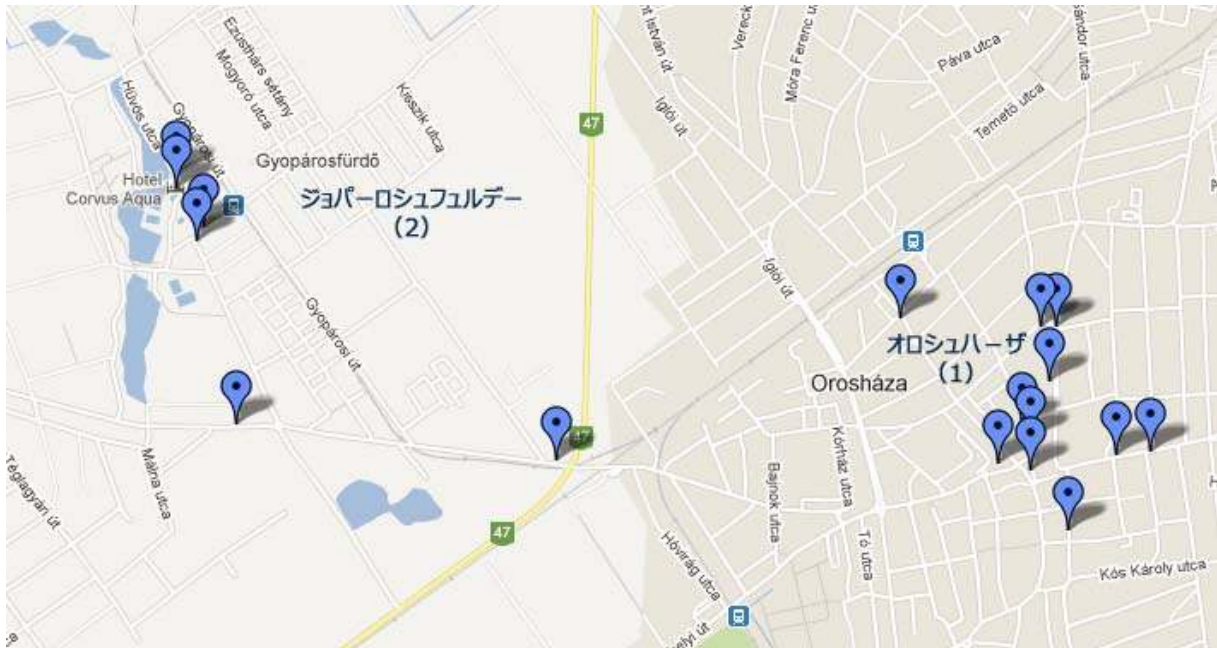 Ezüsthárs sétány
Mogyoró utca
Hűvös utca
Gyopárosi út
Kisszik utca
Gyopárosfürdő
Hotel
Corvus Aqua
ジョパーロシュフュルデー
(2)
47
Iglói út
Móra Ferenc u
Páva utca
Temető utca
Iglói út
オロシュハーザ
(1)
Orosháza
Gyopárosi út
47
47
Málna utca
Téglagyári út
Kórház utca
Bajnok utca
Tó utca
Hóvirág utca
Kós Károly utca